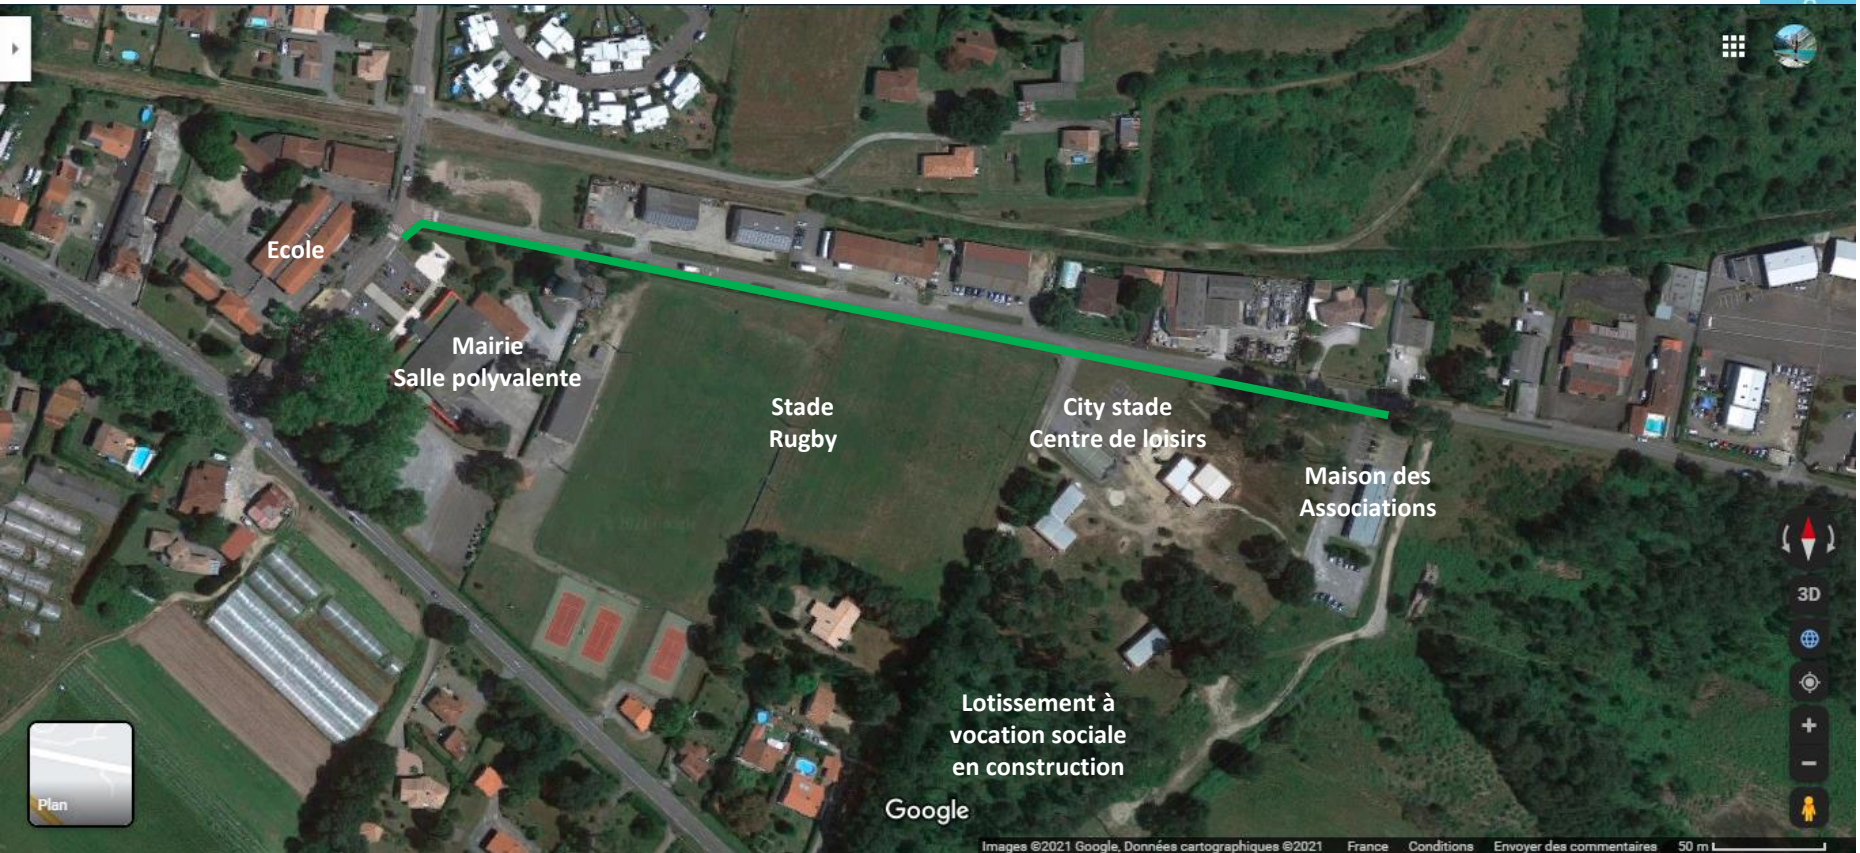 Ecole
Mairie
Salle polyvalente
Stade
Rugby
City stade
Centre de loisirs
Maison des
Associations
3D
Lotissement à
vocation sociale
en construction
Plan
Google
Images ©2021 Google, Données cartographiques ©2021 France Conditions Envoyer des commentaires 50 m